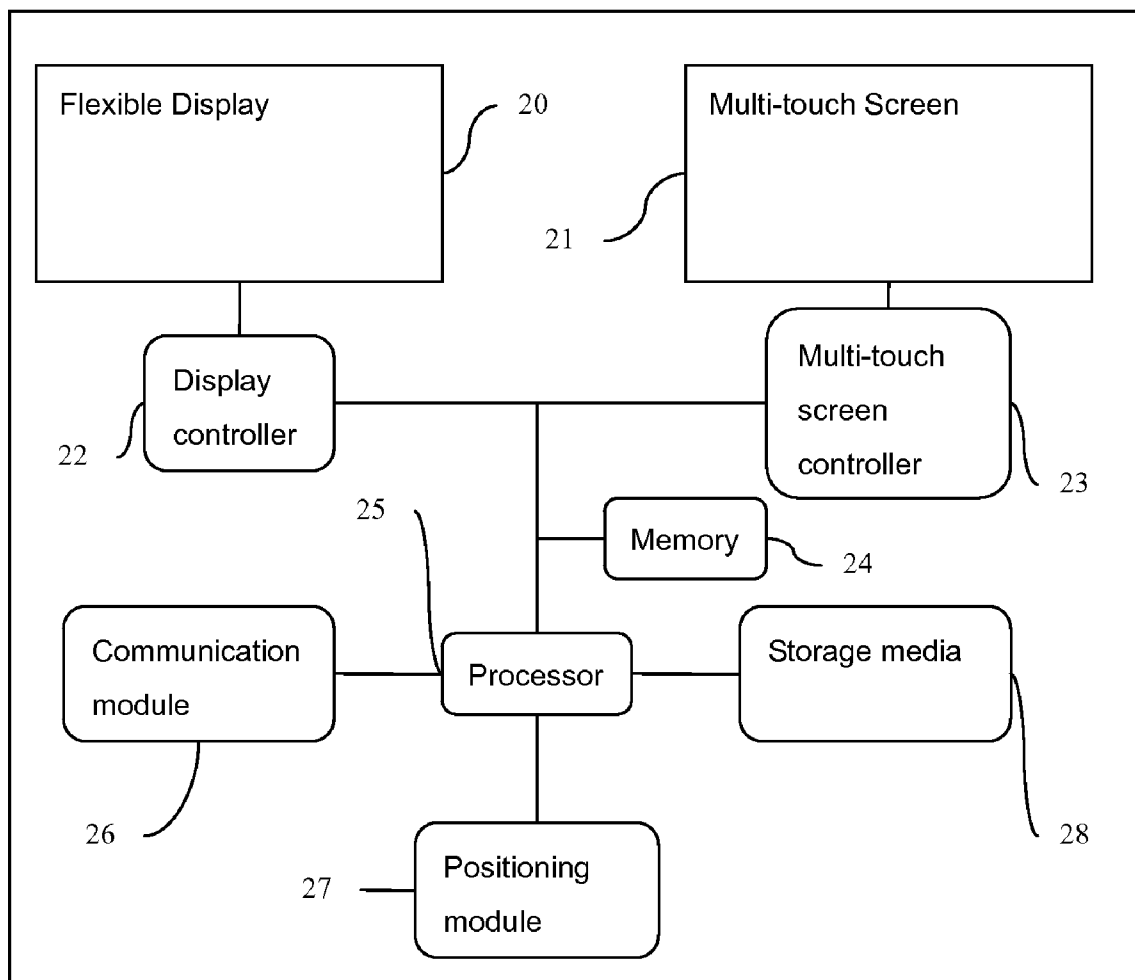 Flexible Display
20
Multi-touch Screen
21
Display
controller
22
Multi-touch
screen
controller
23
25
Memory
24
Communication
module
26
Processor
Storage media
28
Positioning
module
27